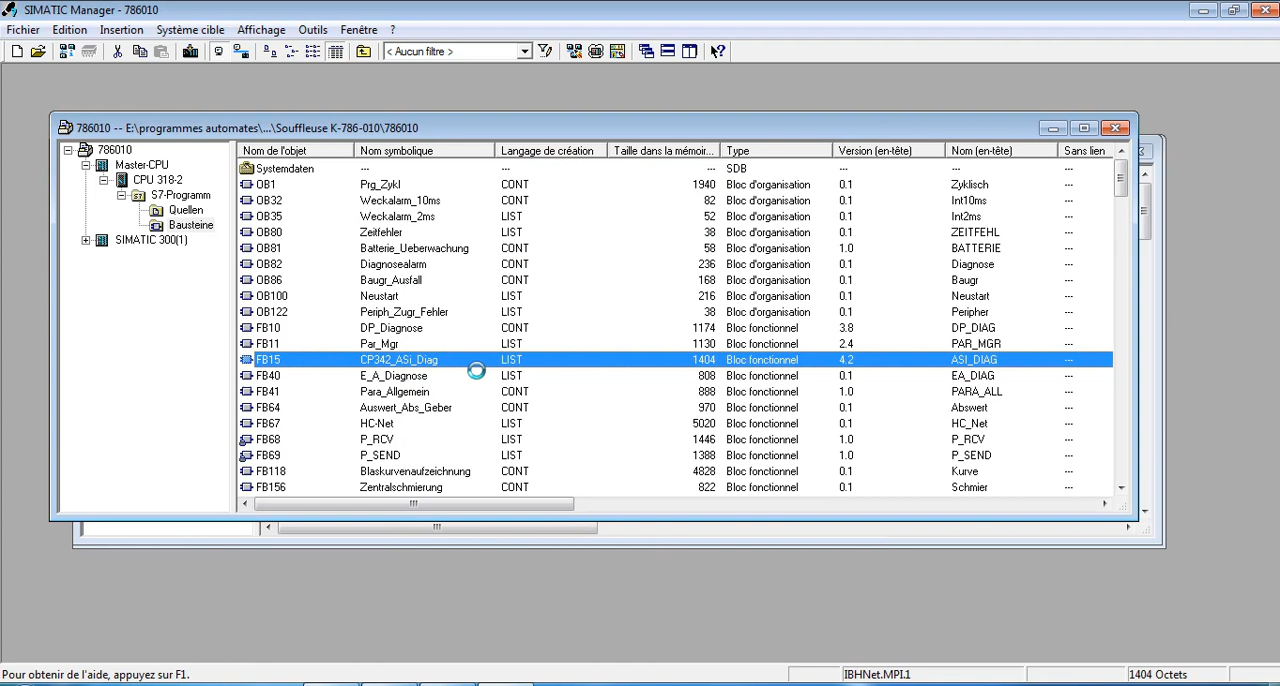 SIMATIC Manager - 786010
Fichier Edition Insertion Système cible Affichage Outils Fenêtre ?
< Aucun filtre >
786010 -- E:\programmes automates\...\Souffleuse K-786-010\786010
786010
Master-CPU
CPU 318-2
S7-Programm
Quellen
Bausteine
SIMATIC 300(1)
Nom de l'objet Nom symbolique Langage de création Taille dans la mémoir... Type Version (en-tête) Nom (en-tête) Sans lien
Systemdaten --- --- --- SDB --- --- ---
OB1 Prg_Zykl CONT 1940 Bloc d'organisation 0.1 Zyklisch ---
OB32 Weckalarm_10ms CONT 82 Bloc d'organisation 0.1 Int10ms ---
OB35 Weckalarm_2ms LIST 52 Bloc d'organisation 0.1 Int2ms ---
OB80 Zeitfehler LIST 38 Bloc d'organisation 0.1 ZEITFEHL ---
OB81 Batterie_Ueberwachung CONT 58 Bloc d'organisation 1.0 BATTERIE ---
OB82 Diagnosealarm CONT 236 Bloc d'organisation 0.1 Diagnose ---
OB86 Baugr_Ausfall CONT 168 Bloc d'organisation 0.1 Baugr ---
OB100 Neustart LIST 216 Bloc d'organisation 0.1 Neustart ---
OB122 Periph_Zugr_Fehler LIST 38 Bloc d'organisation 0.1 Peripher ---
FB10 DP_Diagnose CONT 1174 Bloc fonctionnel 3.8 DP_DIAG ---
FB11 Par_Mgr LIST 1130 Bloc fonctionnel 2.4 PAR_MGR ---
FB15 CP342_ASi_Diag LIST 1404 Bloc fonctionnel 4.2 ASI_DIAG ---
FB40 E_A_Diagnose LIST 808 Bloc fonctionnel 0.1 EA_DIAG ---
FB41 Para_Allgemein CONT 888 Bloc fonctionnel 1.0 PARA_ALL ---
FB64 Auswert_Abs_Geber CONT 970 Bloc fonctionnel 0.1 Abswert ---
FB67 HC-Net LIST 5020 Bloc fonctionnel 0.1 HC_Net ---
FB68 P_RCV LIST 1446 Bloc fonctionnel 1.0 P_RCV ---
FB69 P_SEND LIST 1388 Bloc fonctionnel 1.0 P_SEND ---
FB118 Blaskurvenaufzeichnung CONT 4828 Bloc fonctionnel 0.1 Kurve ---
FB156 Zentralschmierung CONT 822 Bloc fonctionnel 0.1 Schmier ---
Pour obtenir de l'aide, appuyez sur F1. IBHNet.MPI.1 1404 Octets